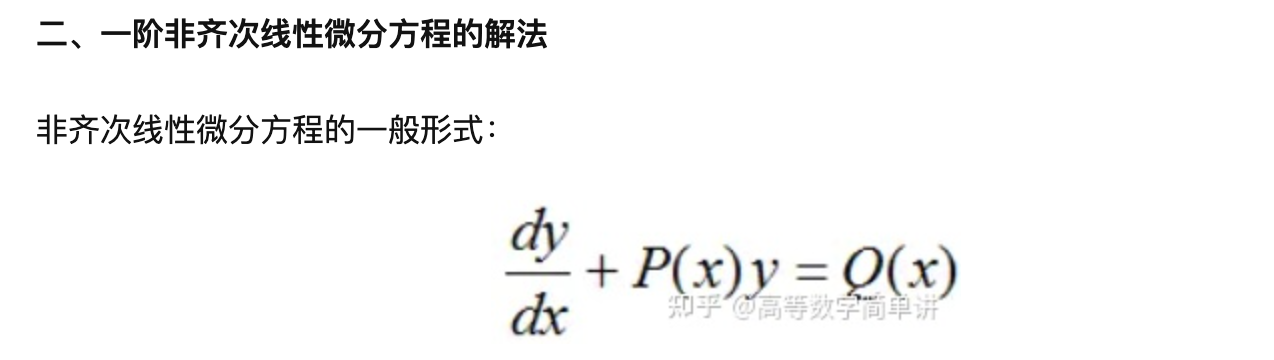 二、一阶非齐次线性微分方程的解法
非齐次线性微分方程的一般形式：
dy/dx + P(x)y = Q(x)
知乎 @高等数字简单讲